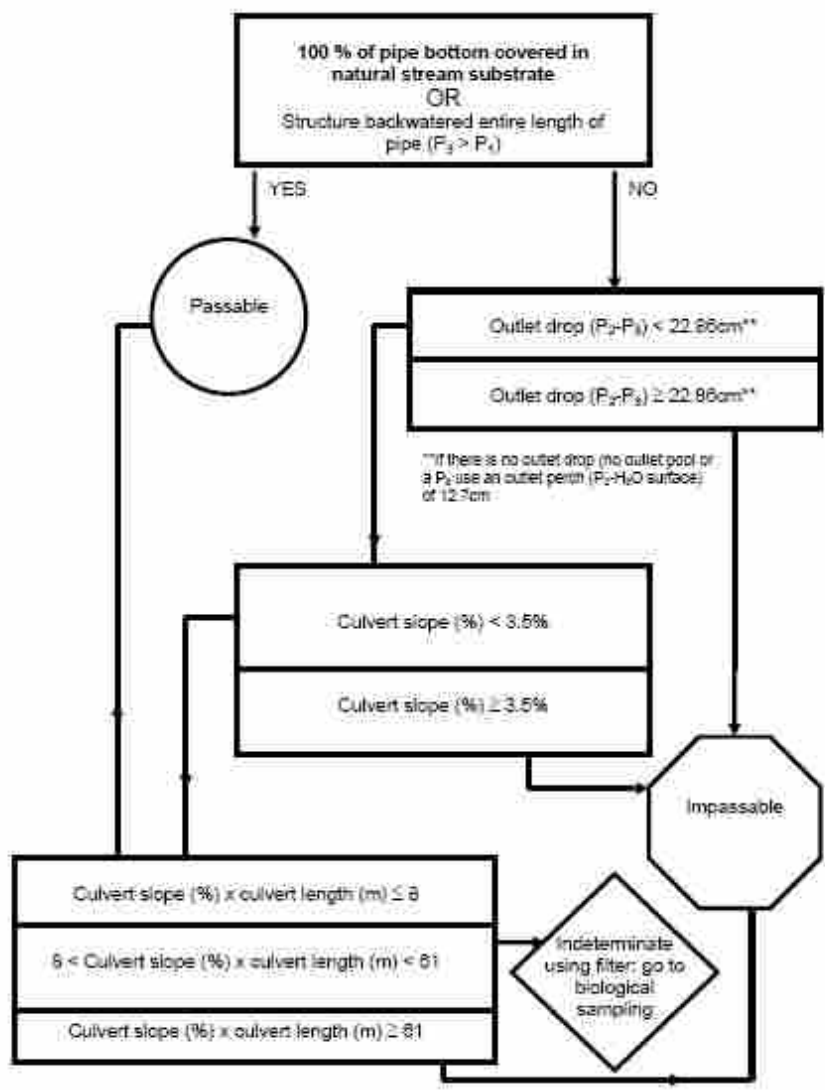 100 % of pipe bottom covered in
natural stream substrate
OR
Structure backwatered entire length of
pipe (P₃ > P₁)
YES
NO
Passable
Outlet drop (P₂-P₃) < 22.86cm**
Outlet drop (P₂-P₃) ≥ 22.86cm**
**If there is no outlet drop (no outlet pool or
a P₃ use an outlet perch (P₂-H₂O surface)
of 12.7cm
Culvert slope (%) < 3.5%
Culvert slope (%) ≥ 3.5%
Impassable
Culvert slope (%) x culvert length (m) ≤
< Culvert slope (%) x culvert length (m) < 61
Culvert slope (%) x culvert length (m) ≥ 61
Indeterminate
using filter: go to
biological
sampling